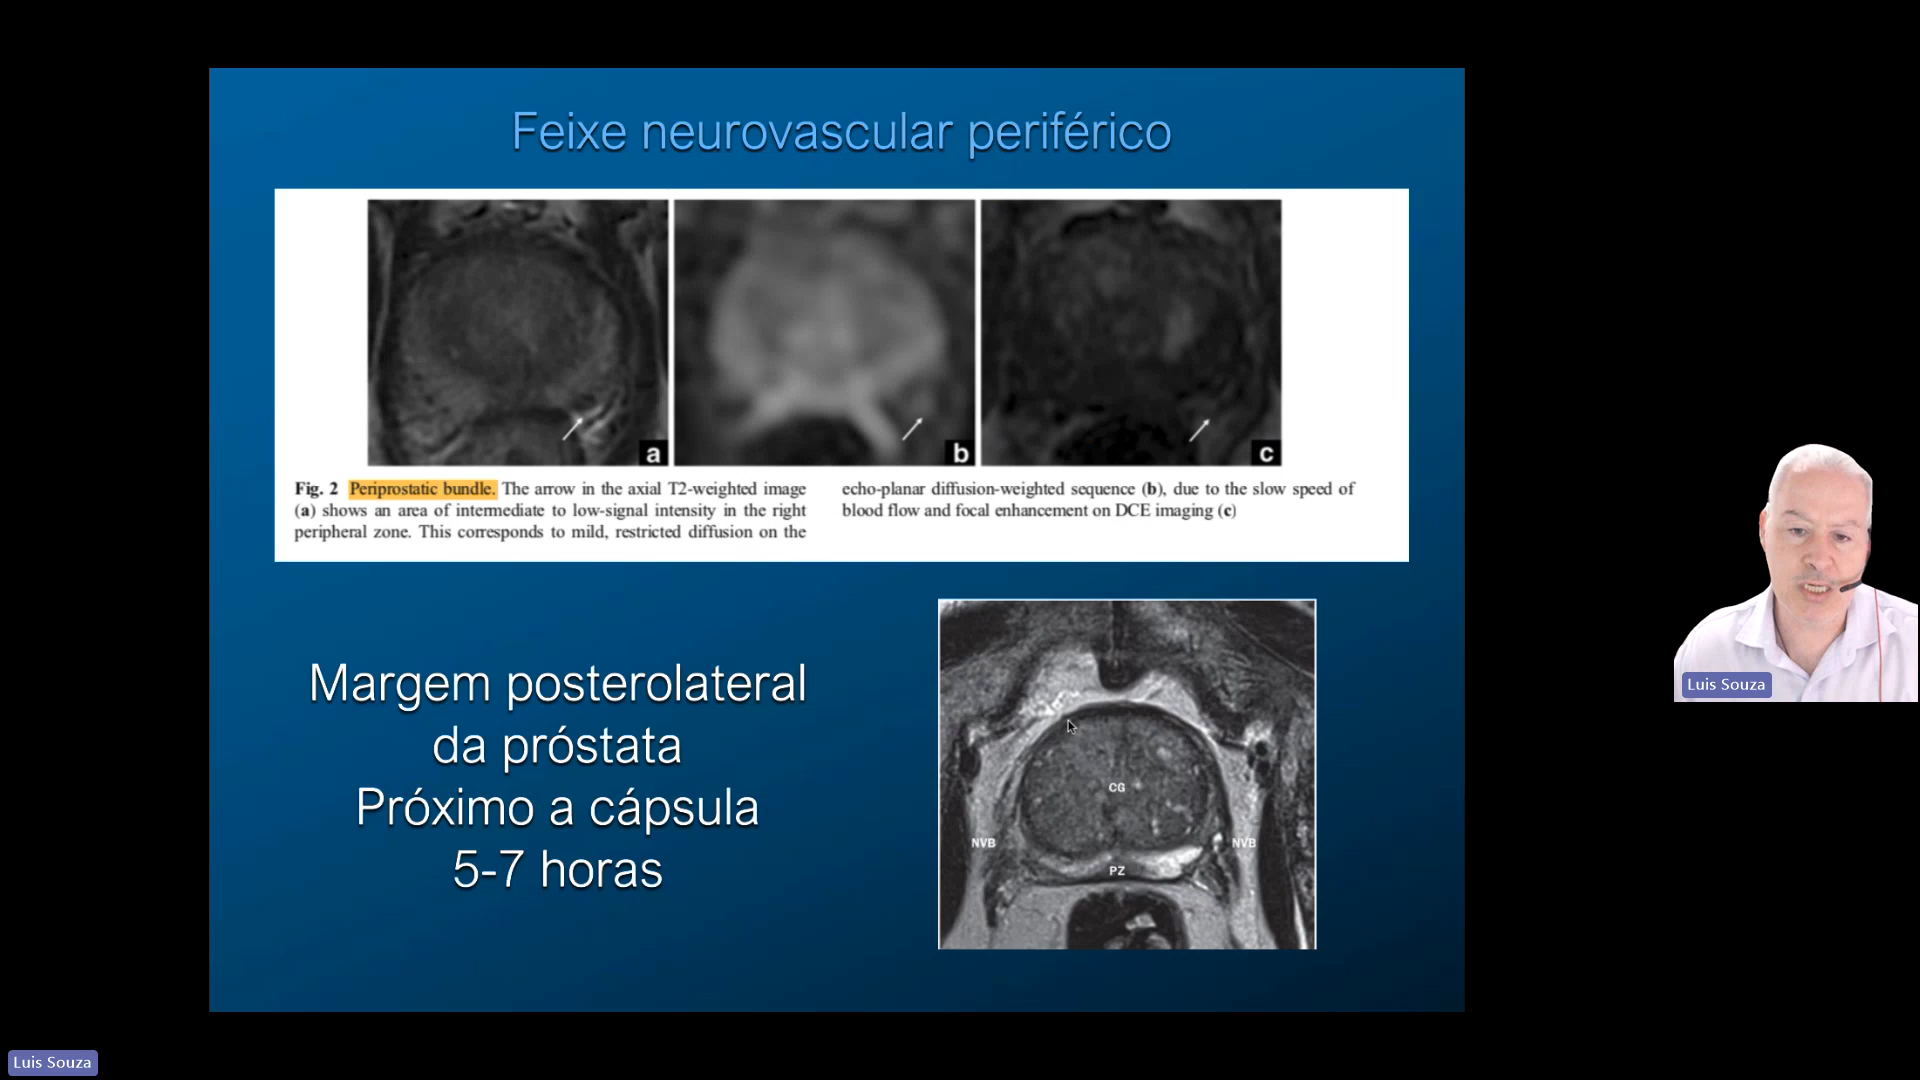 Feixe neurovascular periférico
a
b
c
Fig. 2 Periprostatic bundle. The arrow in the axial T2-weighted image
(a) shows an area of intermediate to low-signal intensity in the right
peripheral zone. This corresponds to mild, restricted diffusion on the
echo-planar diffusion-weighted sequence (b), due to the slow speed of
blood flow and focal enhancement on DCE imaging (c)
Margem posterolateral
da próstata
Próximo a cápsula
5-7 horas
CG
NVB
NVB
PZ
Luis Souza
Luis Souza